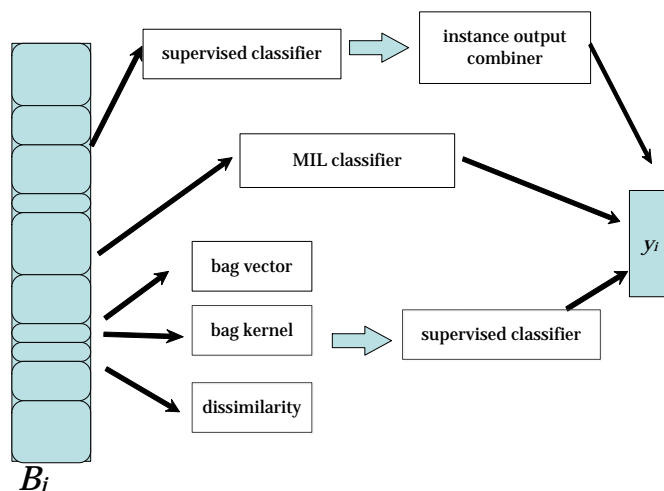 supervised classifier
instance output
combiner
MIL classifier
bag vector
bag kernel
dissimilarity
supervised classifier
yi
Bi